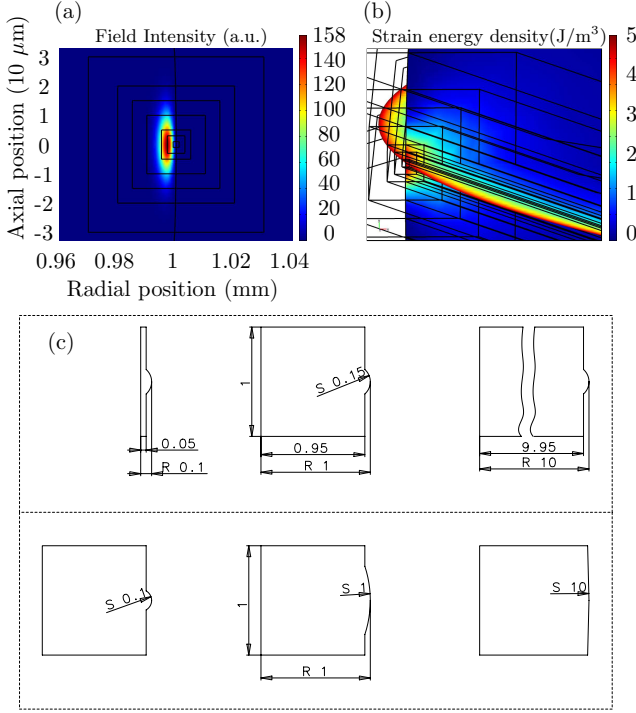 (a)
Field Intensity (a.u.)
Axial position (10 μm)
3
2
1
0
-1
-2
-3
0.96 0.98 1 1.02 1.04
Radial position (mm)
158
140
120
100
80
60
40
20
0
(b)
Strain energy density(J/m³)
5
4
3
2
1
0
(c)
0.05
R 0.1
1
S 0.15
0.95
R 1
9.95
R 10
S 0.1
1
S 1
R 1
S 10